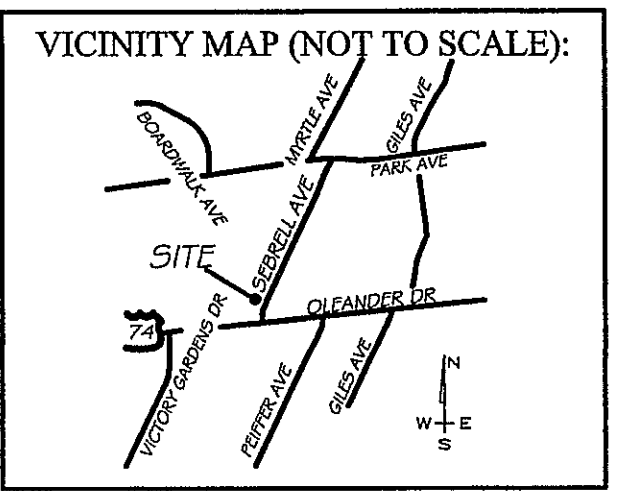 VICINITY MAP (NOT TO SCALE):
MYRTLE AVE
GILES AVE
BOARDWALK AVE
PARK AVE
SEBRELL AVE
SITE
OLEANDER DR
74
VICTORY GARDENS DR
PEIFFER AVE
GILES AVE
N
W E
S